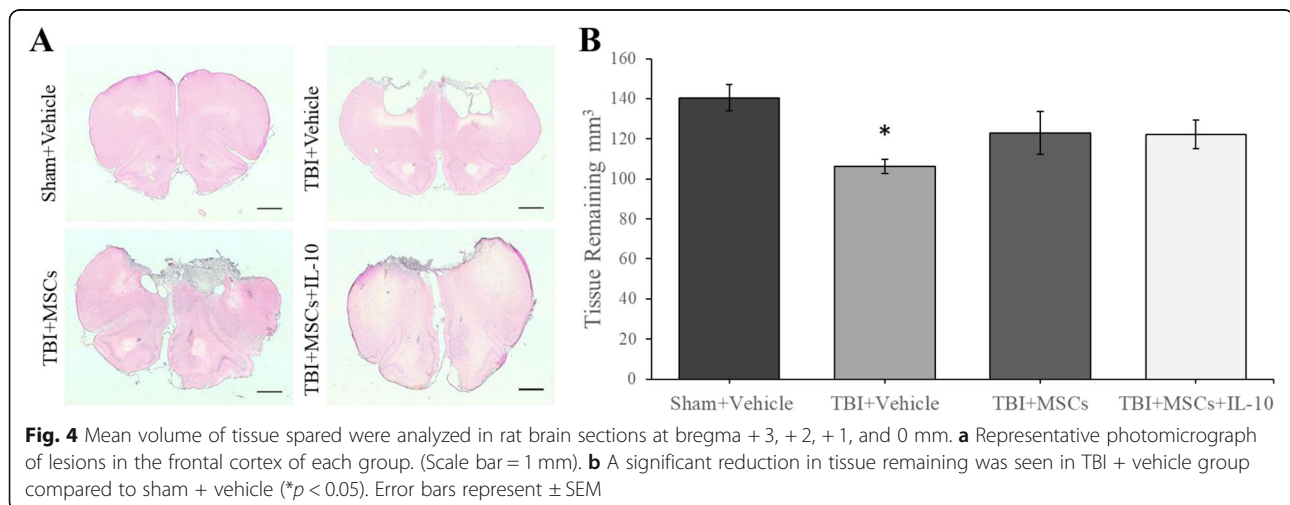 A
Sham+Vehicle
TBI+Vehicle
TBI+MSCs
TBI+MSCs+IL-10
B
Tissue Remaining mm³
160
140
120
100
80
60
40
20
0
*
Sham+Vehicle
TBI+Vehicle
TBI+MSCs
TBI+MSCs+IL-10
Fig. 4 Mean volume of tissue spared were analyzed in rat brain sections at bregma + 3, + 2, + 1, and 0 mm. a Representative photomicrograph
of lesions in the frontal cortex of each group. (Scale bar = 1 mm). b A significant reduction in tissue remaining was seen in TBI + vehicle group
compared to sham + vehicle (*p < 0.05). Error bars represent ± SEM